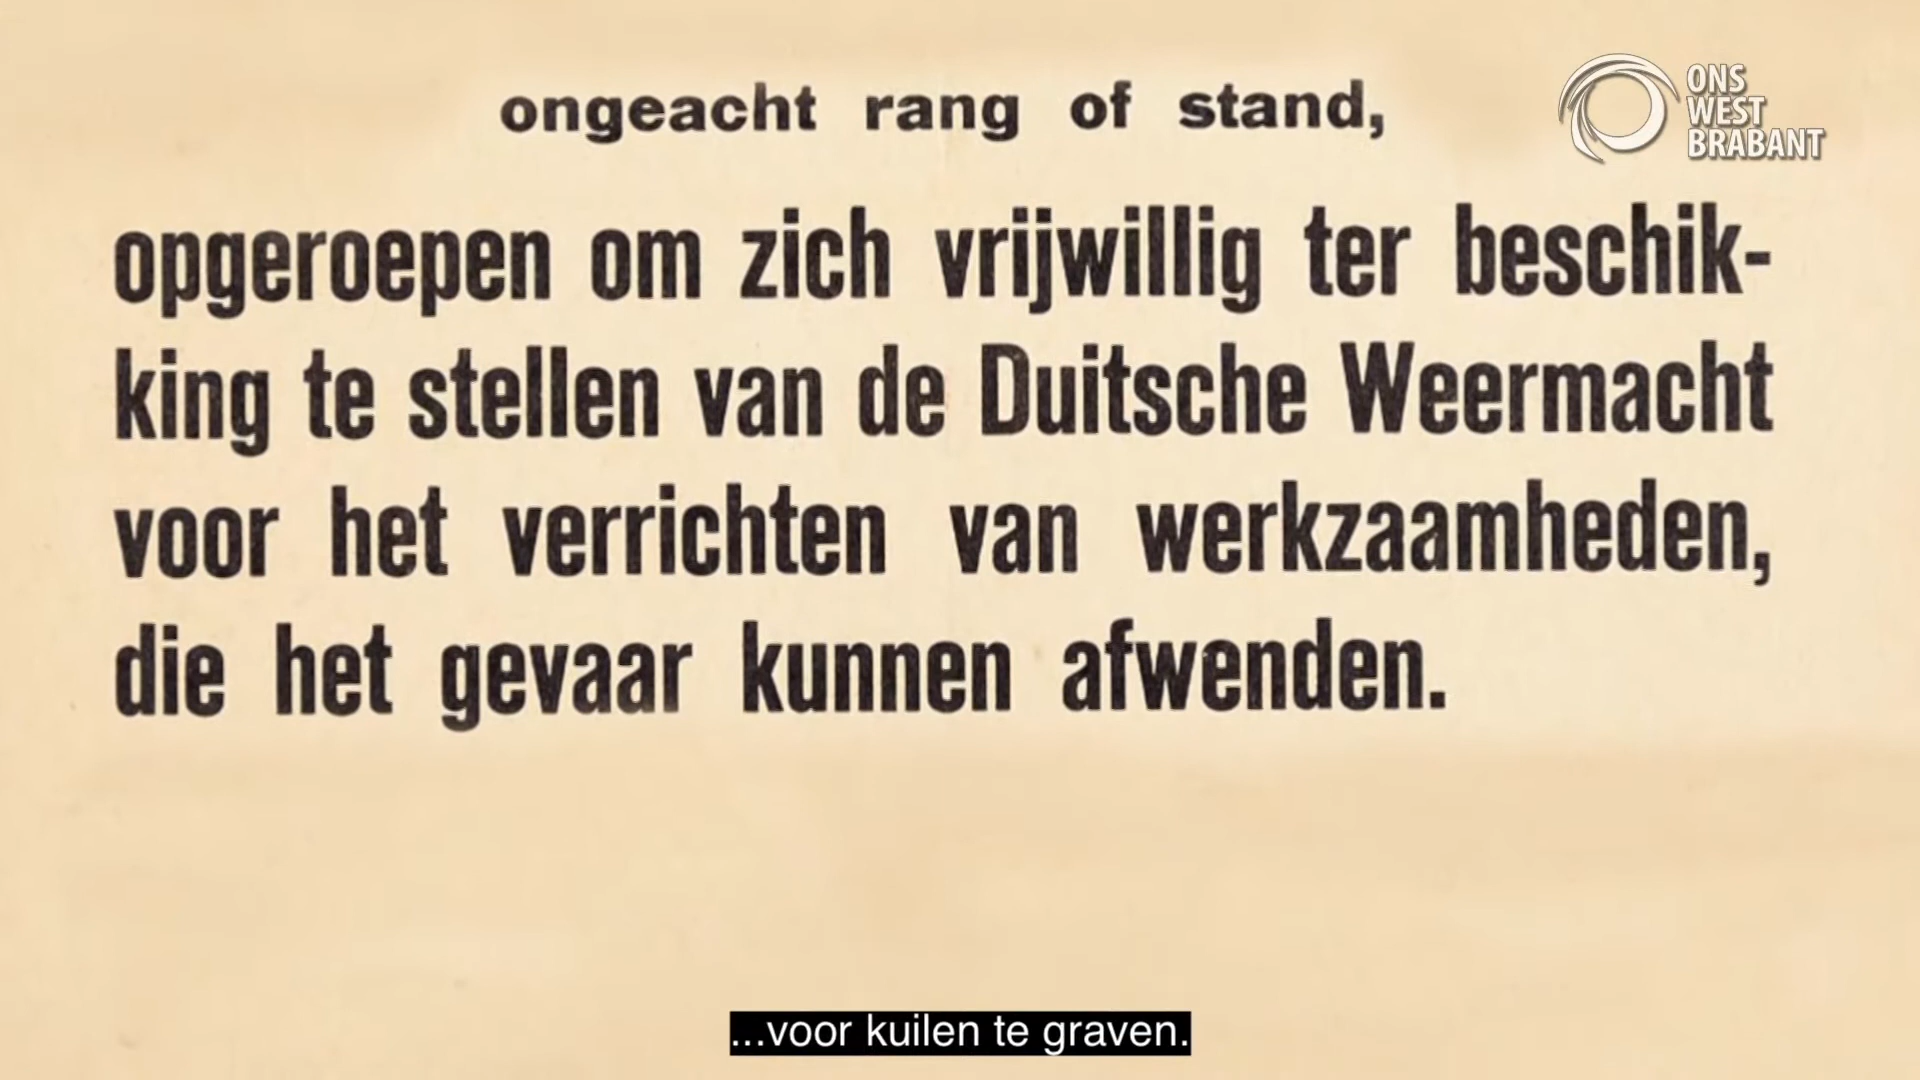 ongeacht rang of stand,
ONS
WEST
BRABANT
opgeroepen om zich vrijwillig ter beschik-
king te stellen van de Duitsche Weermacht
voor het verrichten van werkzaamheden,
die het gevaar kunnen afwenden.
...voor kuilen te graven.